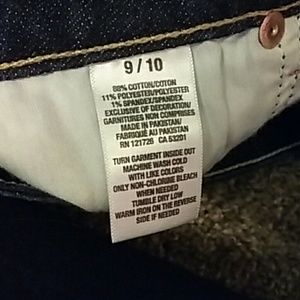 9 / 10
88% COTTON/COTON
11% POLYESTER/POLYESTER
1% SPANDEX/SPANDEX
EXCLUSIVE OF DECORATION/
GARNITURES NON COMPRISES
MADE IN PAKISTAN/
FABRIQUÉ AU PAKISTAN
RN 121726 CA 53201
TURN GARMENT INSIDE OUT
MACHINE WASH COLD
WITH LIKE COLORS
ONLY NON-CHLORINE BLEACH
WHEN NEEDED
TUMBLE DRY LOW
WARM IRON ON THE REVERSE
SIDE IF NEEDED